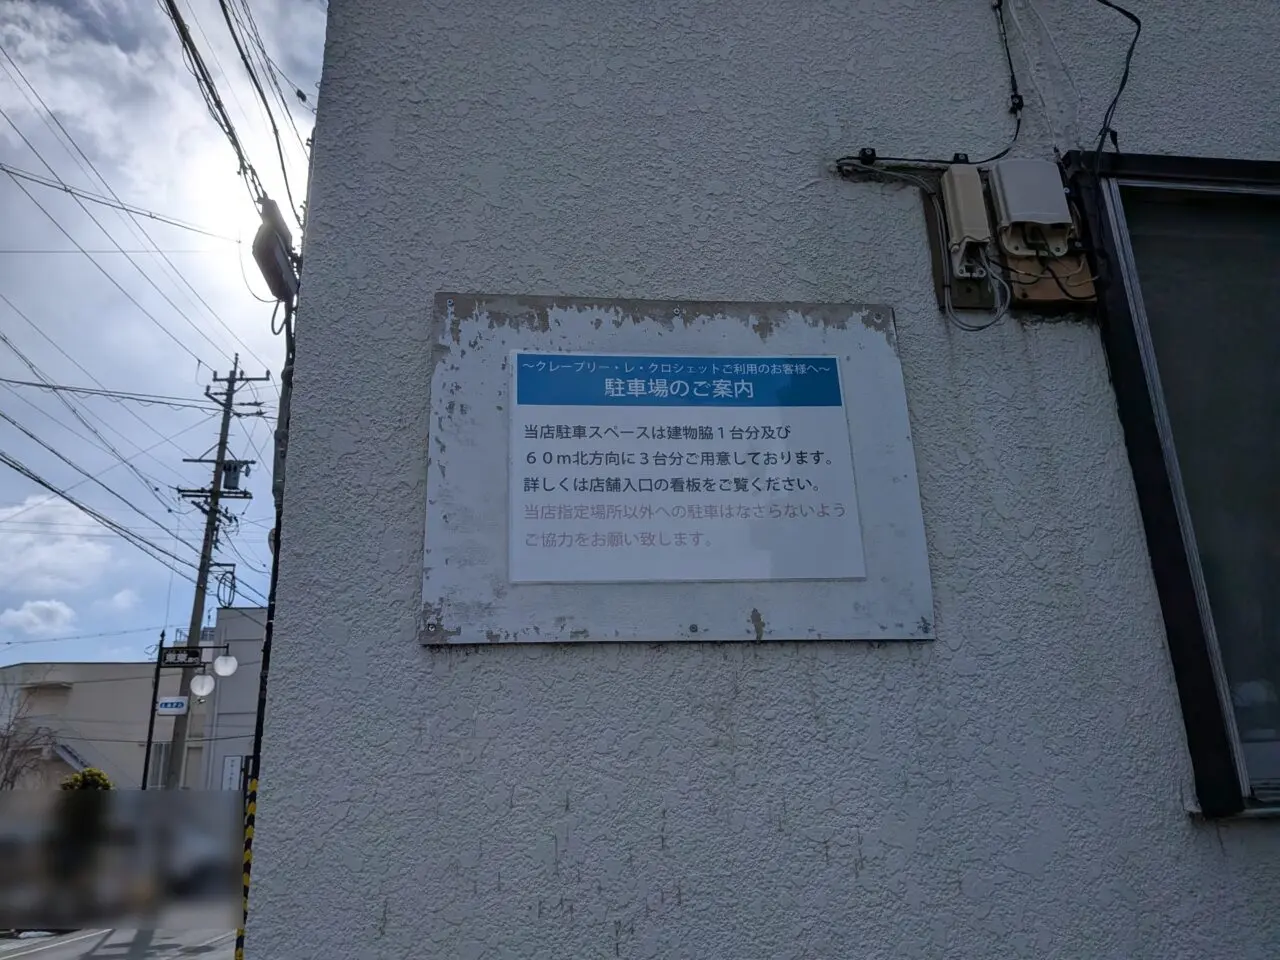 ～クレープリー・レ・クロシェットご利用のお客様へ～
駐車場のご案内
当店駐車スペースは建物脇１台分及び
６０ｍ北方向に３台分ご用意しております。
詳しくは店舗入口の看板をご覧ください。
当店指定場所以外への駐車はなさらないよう
ご協力をお願い致します。